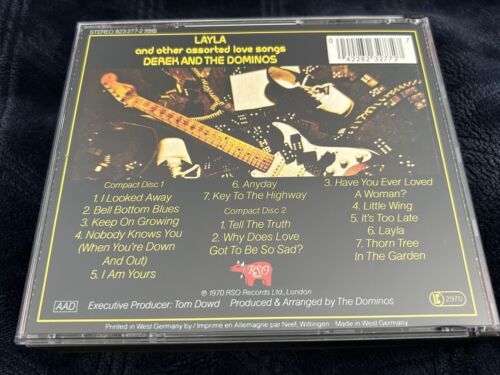 STEREO 823 277-2
LAYLA
and other assorted love songs
DEREK AND THE DOMINOS
Compact Disc 1
1. I Looked Away
2. Bell Bottom Blues
3. Keep On Growing
4. Nobody Knows You
(When You're Down
And Out)
5. I Am Yours
6. Anyday
7. Key To The Highway
Compact Disc 2
1. Tell The Truth
2. Why Does Love
Got To Be So Sad?
3. Have You Ever Loved
A Woman?
4. Little Wing
5. It's Too Late
6. Layla
7. Thorn Tree
In The Garden
RSO
℗ 1970 RSO Records Ltd., London
AAD
Executive Producer: Tom Dowd Produced & Arranged by The Dominos
LC 2970
Printed in West Germany by / Imprimé en Allemagne par Neef, Wittingen · Made in West Germany